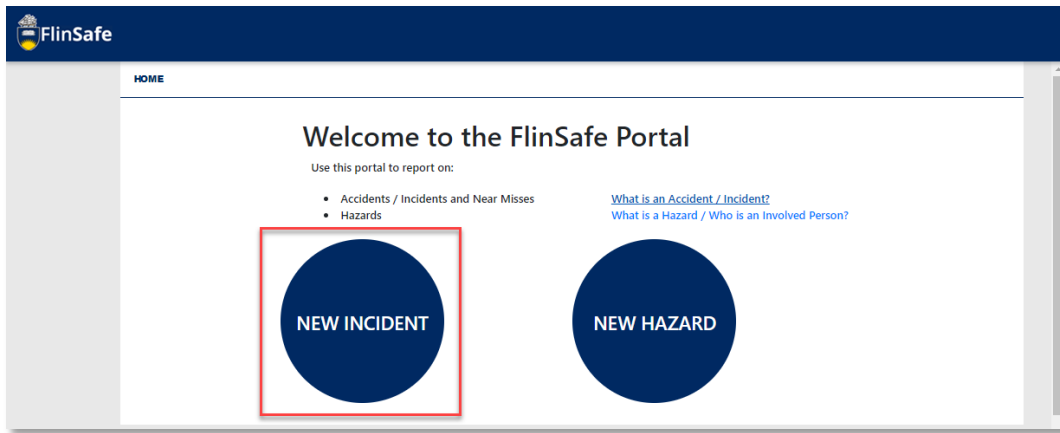 FlinSafe
HOME
Welcome to the FlinSafe Portal
Use this portal to report on:
• Accidents / Incidents and Near Misses
What is an Accident / Incident?
• Hazards
What is a Hazard / Who is an Involved Person?
NEW INCIDENT
NEW HAZARD